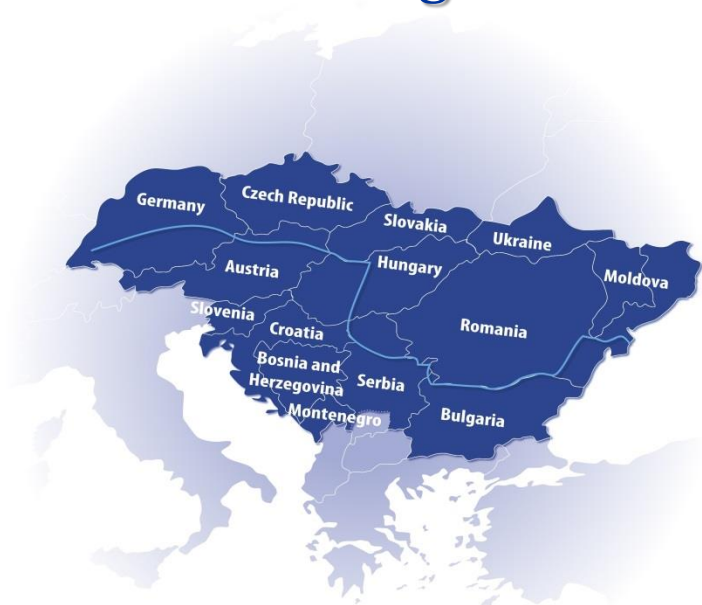 Germany
Czech Republic
Slovakia
Ukraine
Austria
Hungary
Moldova
Slovenia
Croatia
Romania
Bosnia and
Herzegovina
Serbia
Montenegro
Bulgaria